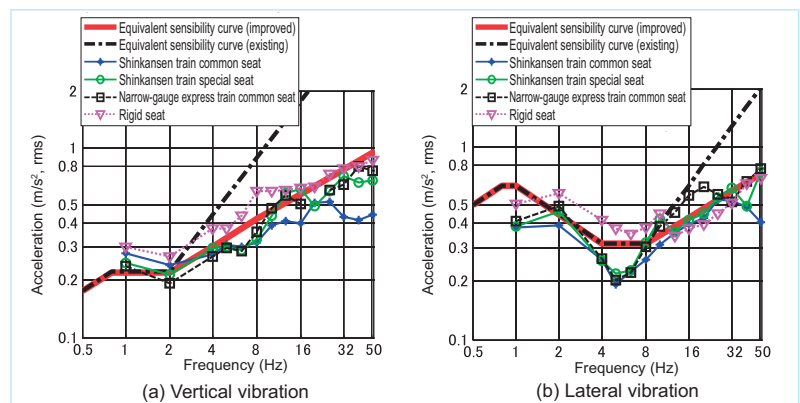 Equivalent sensibility curve (improved)
Equivalent sensibility curve (existing)
Shinkansen train common seat
Shinkansen train special seat
Narrow-gauge express train common seat
Rigid seat
Acceleration (m/s², rms)
2
1
0.8
0.5
0.4
0.3
0.2
0.1
0.5 1 2 4 8 16 32 50
Frequency (Hz)
(a) Vertical vibration
Equivalent sensibility curve (improved)
Equivalent sensibility curve (existing)
Shinkansen train common seat
Shinkansen train special seat
Narrow-gauge express train common seat
Rigid seat
Acceleration (m/s², rms)
2
1
0.8
0.5
0.4
0.3
0.2
0.1
0.5 1 2 4 8 16 32 50
Frequency (Hz)
(b) Lateral vibration